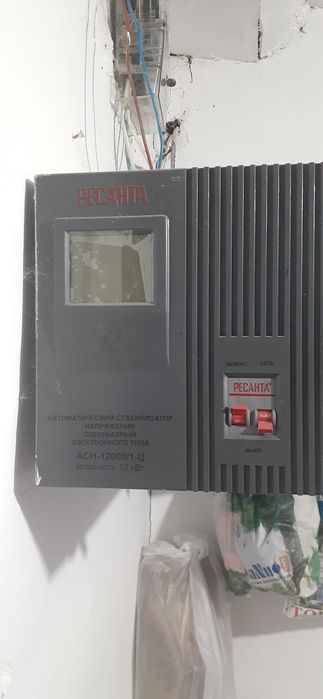 РЕСАНТА
R
АВТОМАТИЧЕСКИЙ СТАБИЛИЗАТОР
НАПРЯЖЕНИЯ
ОДНОФАЗНЫЙ
ЭЛЕКТРОННОГО ТИПА
АСН-12000/1-Ц
МОЩНОСТЬ 12 кВт
БАЙПАС СЕТЬ
РЕСАНТА